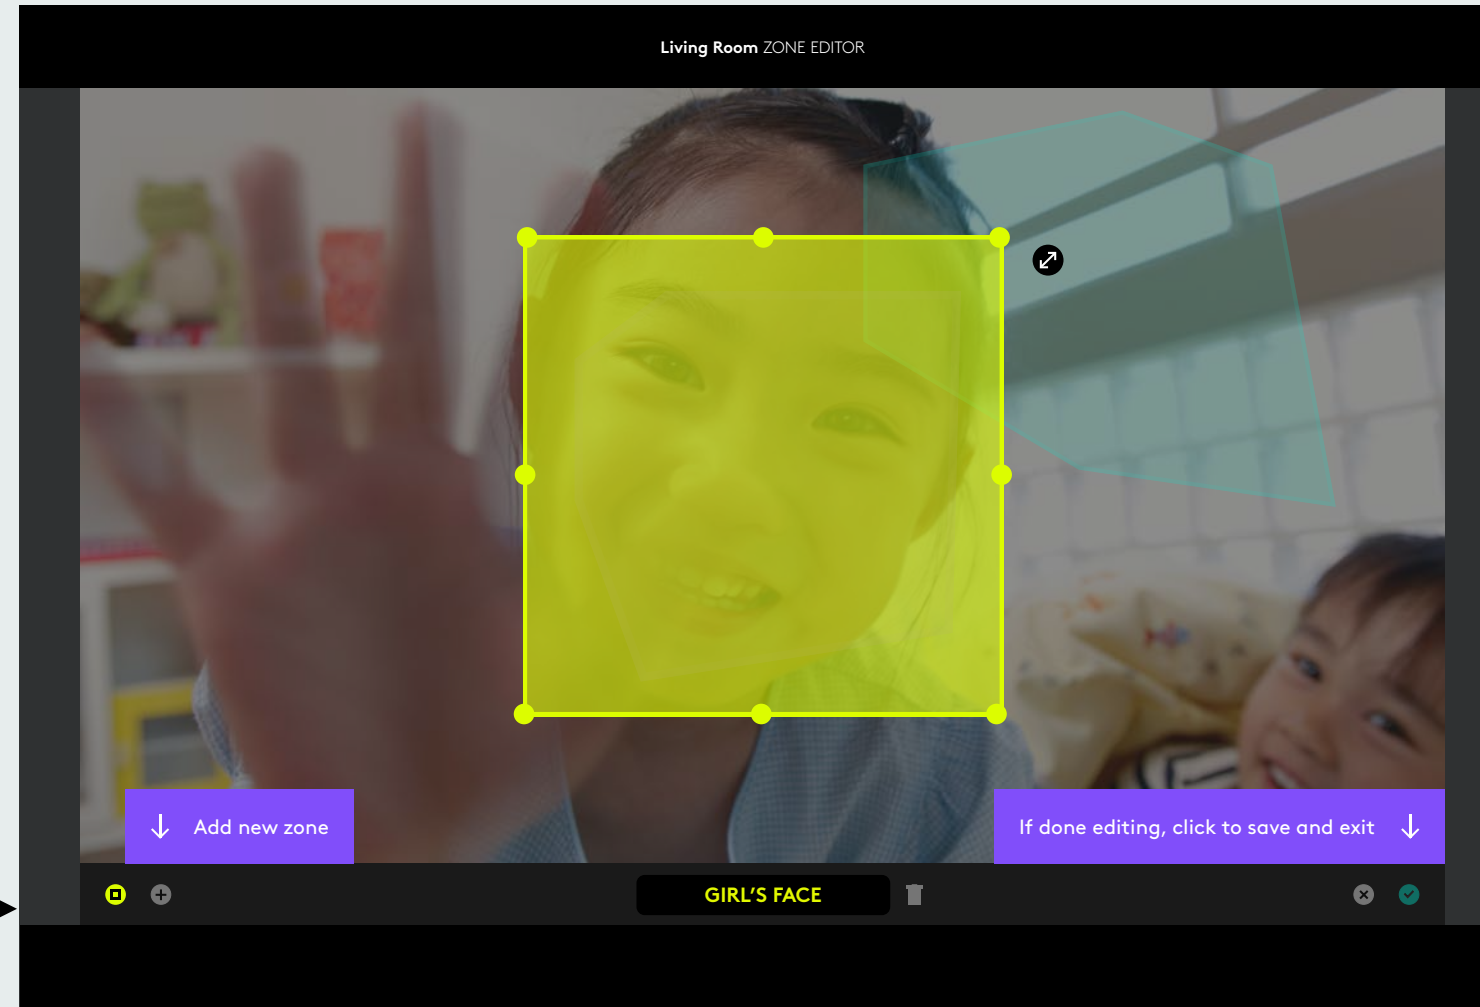 Living Room ZONE EDITOR
Add new zone
If done editing, click to save and exit
GIRL’S FACE